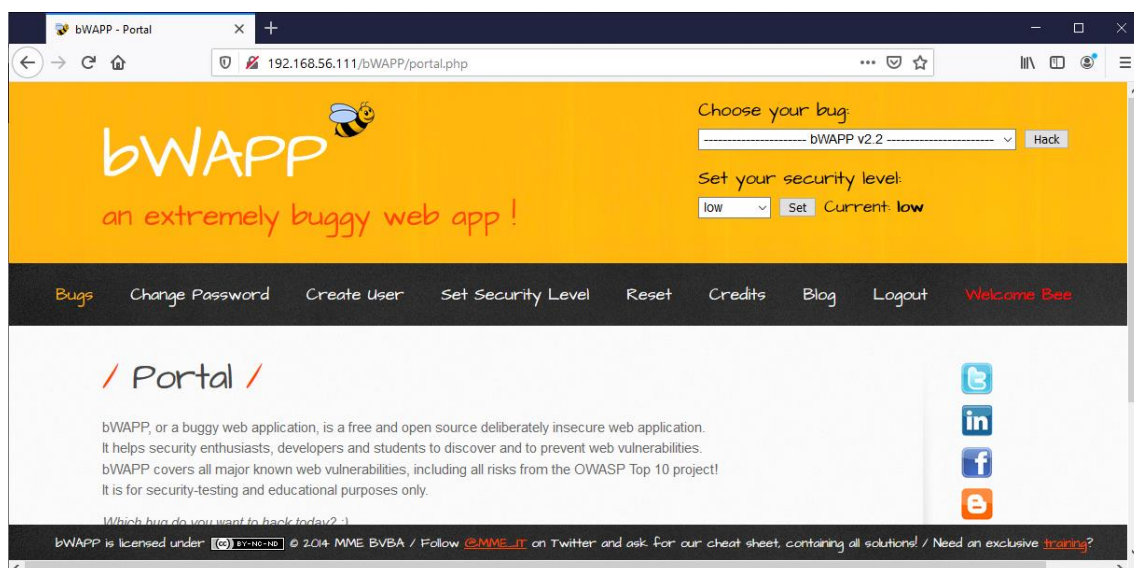 bWAPP - Portal
192.168.56.111/bWAPP/portal.php
bWAPP
an extremely buggy web app !
Choose your bug:
--------------------- bWAPP v2.2 ---------------------- Hack
Set your security level:
low Set Current: low
Bugs Change Password Create User Set Security Level Reset Credits Blog Logout Welcome Bee
/ Portal /
bWAPP, or a buggy web application, is a free and open source deliberately insecure web application.
It helps security enthusiasts, developers and students to discover and to prevent web vulnerabilities.
bWAPP covers all major known web vulnerabilities, including all risks from the OWASP Top 10 project!
It is for security-testing and educational purposes only.
Which bug do you want to hack today? :)
bWAPP is licensed under (cc) BY-NC-ND © 2014 MME BVBA / Follow @MME_IT on Twitter and ask for our cheat sheet, containing all solutions! / Need an exclusive training?